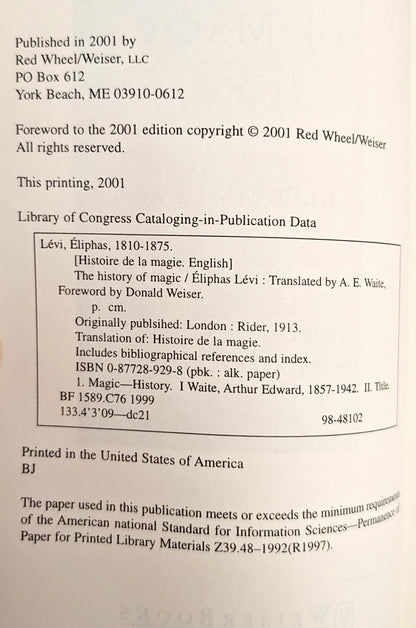 Published in 2001 by
Red Wheel/Weiser, LLC
PO Box 612
York Beach, ME 03910-0612
Foreword to the 2001 edition copyright © 2001 Red Wheel/Weiser
All rights reserved.
This printing, 2001
Library of Congress Cataloging-in-Publication Data
Lévi, Éliphas, 1810-1875.
[Histoire de la magie. English]
The history of magic / Éliphas Lévi : Translated by A. E. Waite,
Foreword by Donald Weiser.
p. cm.
Originally publsihed: London : Rider, 1913.
Translation of: Histoire de la magie.
Includes bibliographical references and index.
ISBN 0-87728-929-8 (pbk. : alk. paper)
1. Magic—History. I Waite, Arthur Edward, 1857-1942. II. Title.
BF 1589.C76 1999
133.4'3'09—dc21 98-48102
Printed in the United States of America
BJ
The paper used in this publication meets or exceeds the minimum requirements
of the American national Standard for Information Sciences—Permanence of
Paper for Printed Library Materials Z39.48-1992(R1997).